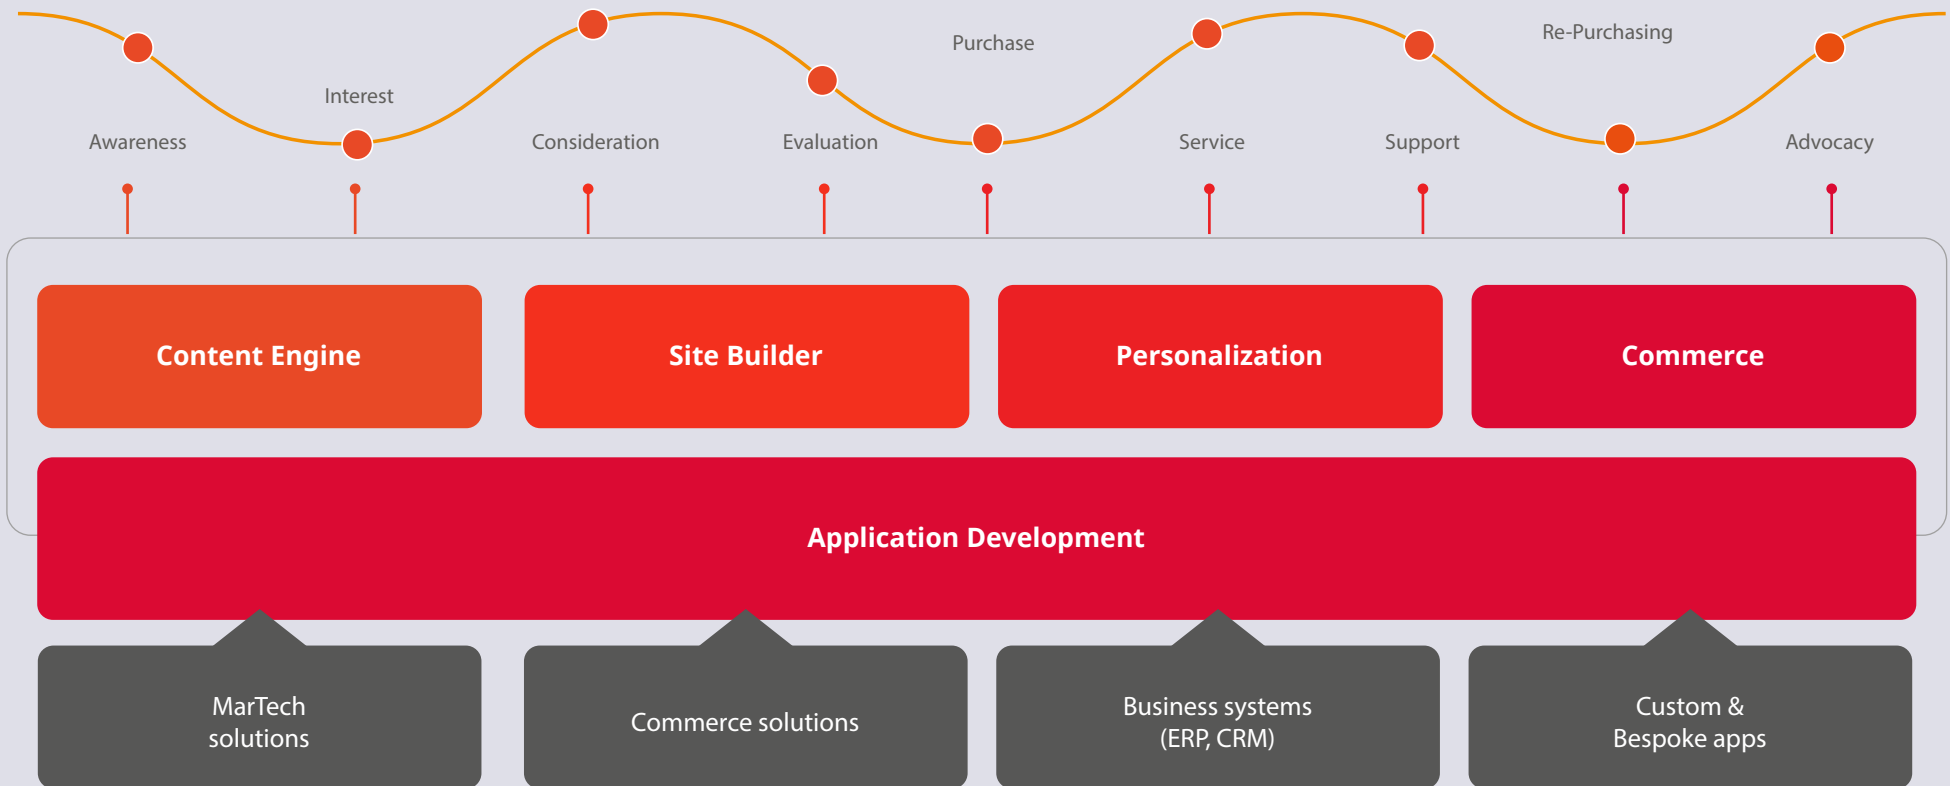 Awareness
Interest
Consideration
Evaluation
Purchase
Service
Support
Re-Purchasing
Advocacy
Content Engine
Site Builder
Personalization
Commerce
Application Development
MarTech
solutions
Commerce solutions
Business systems
(ERP, CRM)
Custom &
Bespoke apps